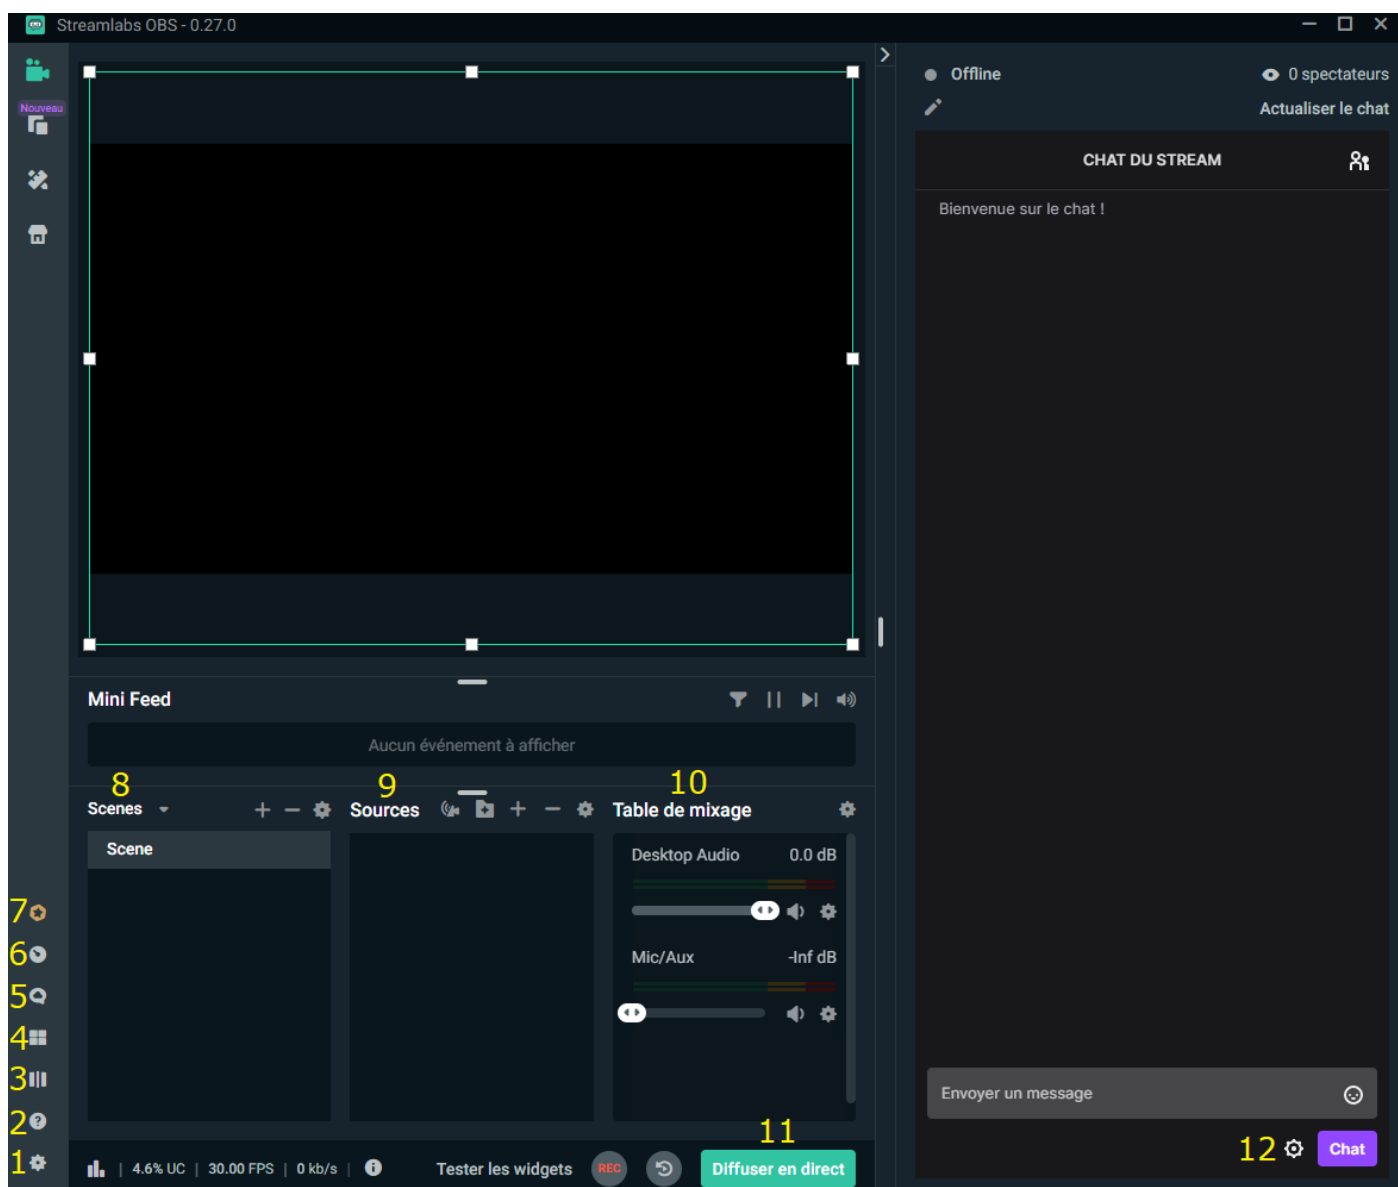 Streamlabs OBS - 0.27.0
Nouveau
Offline
0 spectateurs
Actualiser le chat
CHAT DU STREAM
Bienvenue sur le chat !
Mini Feed
Aucun événement à afficher
8
9
10
Scenes
Sources
Table de mixage
Scene
Desktop Audio 0.0 dB
Mic/Aux -Inf dB
7
6
5
4
3
2
1
Envoyer un message
11
12
Chat
4.6% UC | 30.00 FPS | 0 kb/s |
Tester les widgets
REC
Diffuser en direct